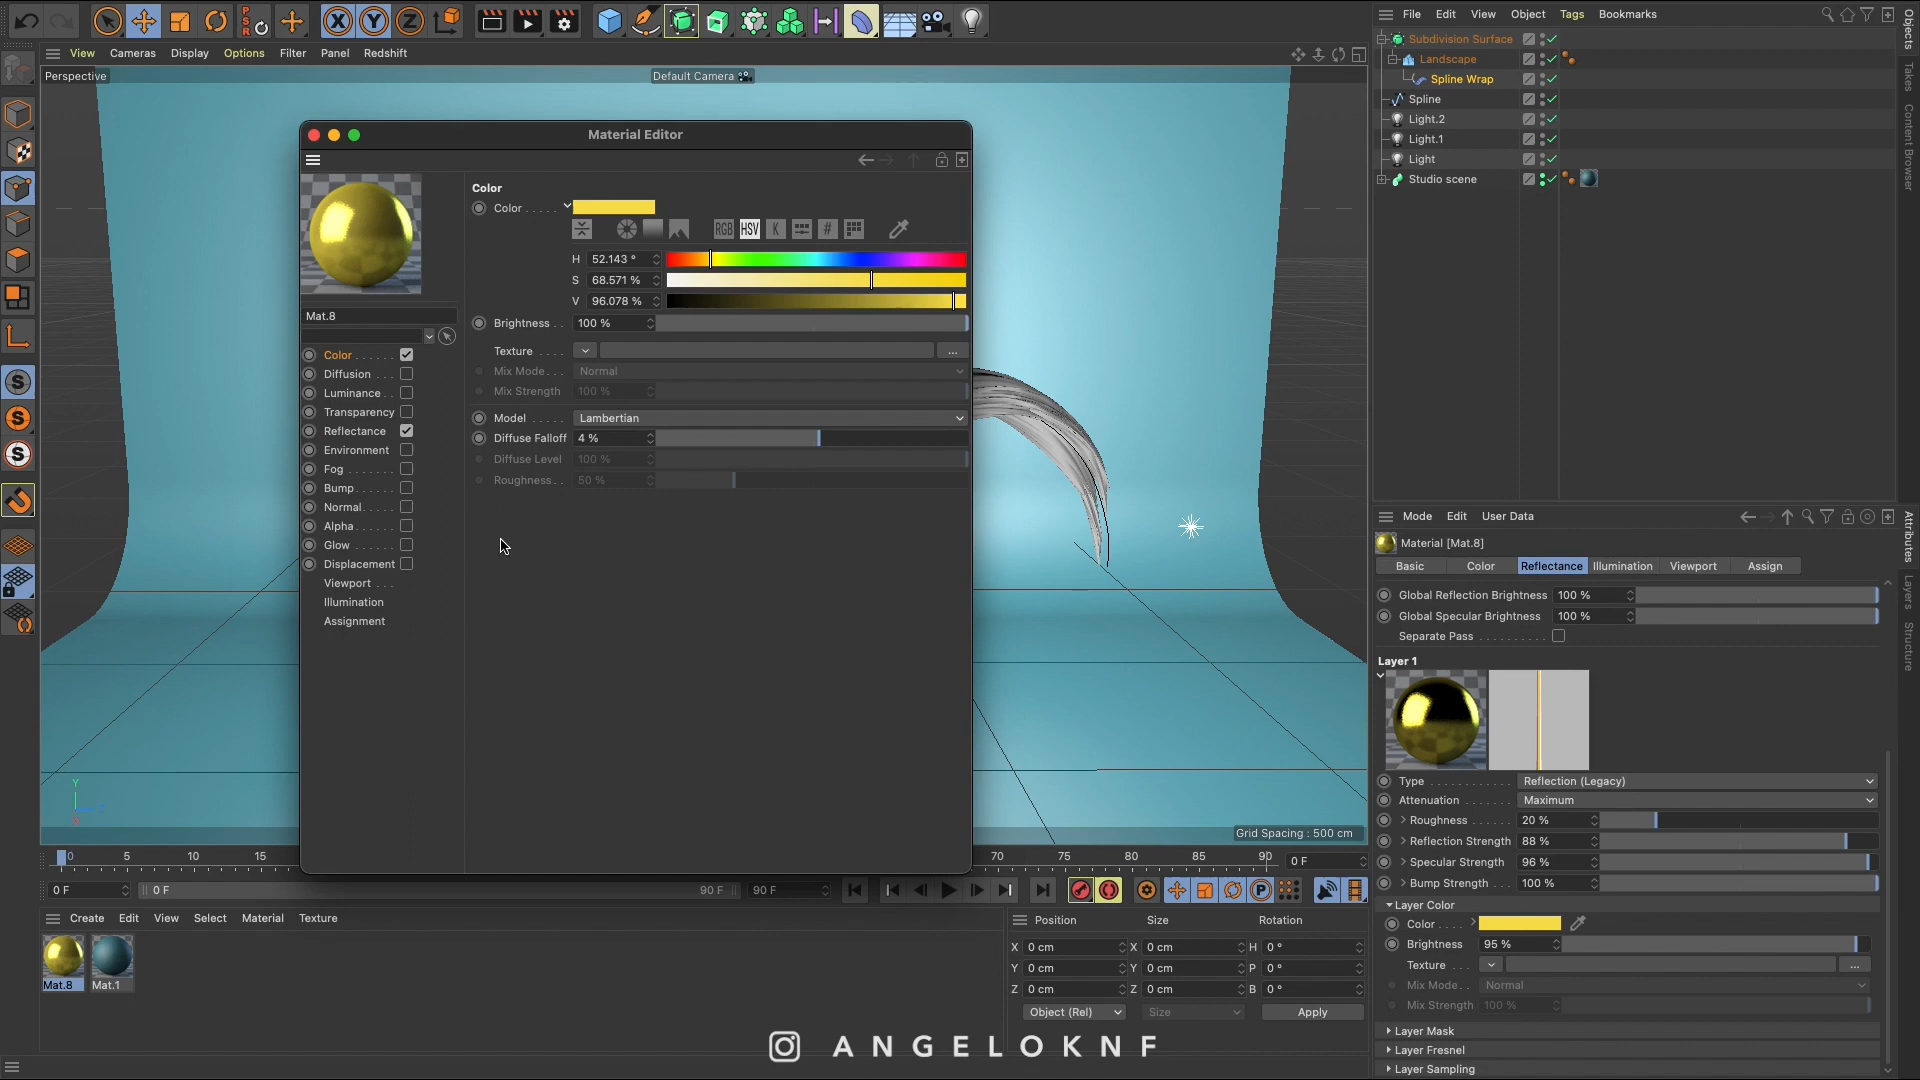 View Cameras Display Options Filter Panel Redshift
Perspective
Default Camera
Grid Spacing : 500 cm
Material Editor
Mat.8
Color
Diffusion
Luminance
Transparency
Reflectance
Environment
Fog
Bump
Normal
Alpha
Glow
Displacement
Viewport
Illumination
Assignment
Color
Color
RGB HSV K #
H 52.143 °
S 68.571 %
V 96.078 %
Brightness 100 %
Texture ...
Mix Mode Normal
Mix Strength 100 %
Model Lambertian
Diffuse Falloff 4 %
Diffuse Level 100 %
Roughness 50 %
0 5 10 15 70 75 80 85 90 0 F
0 F 0 F 90 F 90 F
Create Edit View Select Material Texture
Mat.8 Mat.1
Position Size Rotation
X 0 cm X 0 cm H 0 °
Y 0 cm Y 0 cm P 0 °
Z 0 cm Z 0 cm B 0 °
Object (Rel) Size Apply
ANGELOKNF
File Edit View Object Tags Bookmarks
Subdivision Surface
Landscape
Spline Wrap
Spline
Light.2
Light.1
Light
Studio scene
Objects
Takes
Content Browser
Mode Edit User Data
Material [Mat.8]
Basic Color Reflectance Illumination Viewport Assign
Global Reflection Brightness 100 %
Global Specular Brightness 100 %
Separate Pass
Layer 1
Type Reflection (Legacy)
Attenuation Maximum
Roughness 20 %
Reflection Strength 88 %
Specular Strength 96 %
Bump Strength 100 %
Layer Color
Color
Brightness 95 %
Texture ...
Mix Mode Normal
Mix Strength 100 %
Layer Mask
Layer Fresnel
Layer Sampling
Attributes
Layers
Structure